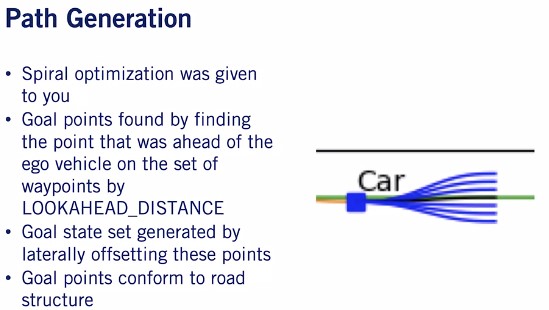 Path Generation
• Spiral optimization was given
to you
• Goal points found by finding
the point that was ahead of the
ego vehicle on the set of
waypoints by
LOOKAHEAD_DISTANCE
• Goal state set generated by
laterally offsetting these points
• Goal points conform to road
structure
Car